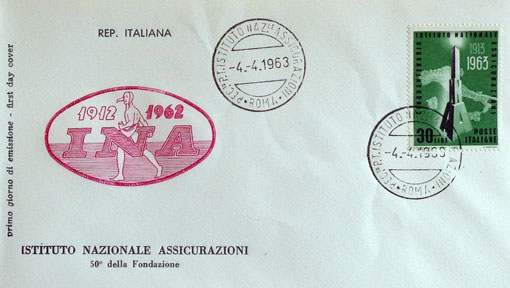 REP. ITALIANA
primo giorno di emissione - first day cover
1912 1962
INA
ISTITUTO NAZIONALE ASSICURAZIONI
50° della Fondazione
ISTITUTO NAZ. ASSICURAZIONI
-4.-4.1963
ROMA
ISTITUTO NAZIONALE
1913
1963
30 LIRE
POSTE
ITALIANE
-4.-4.1963
ROMA